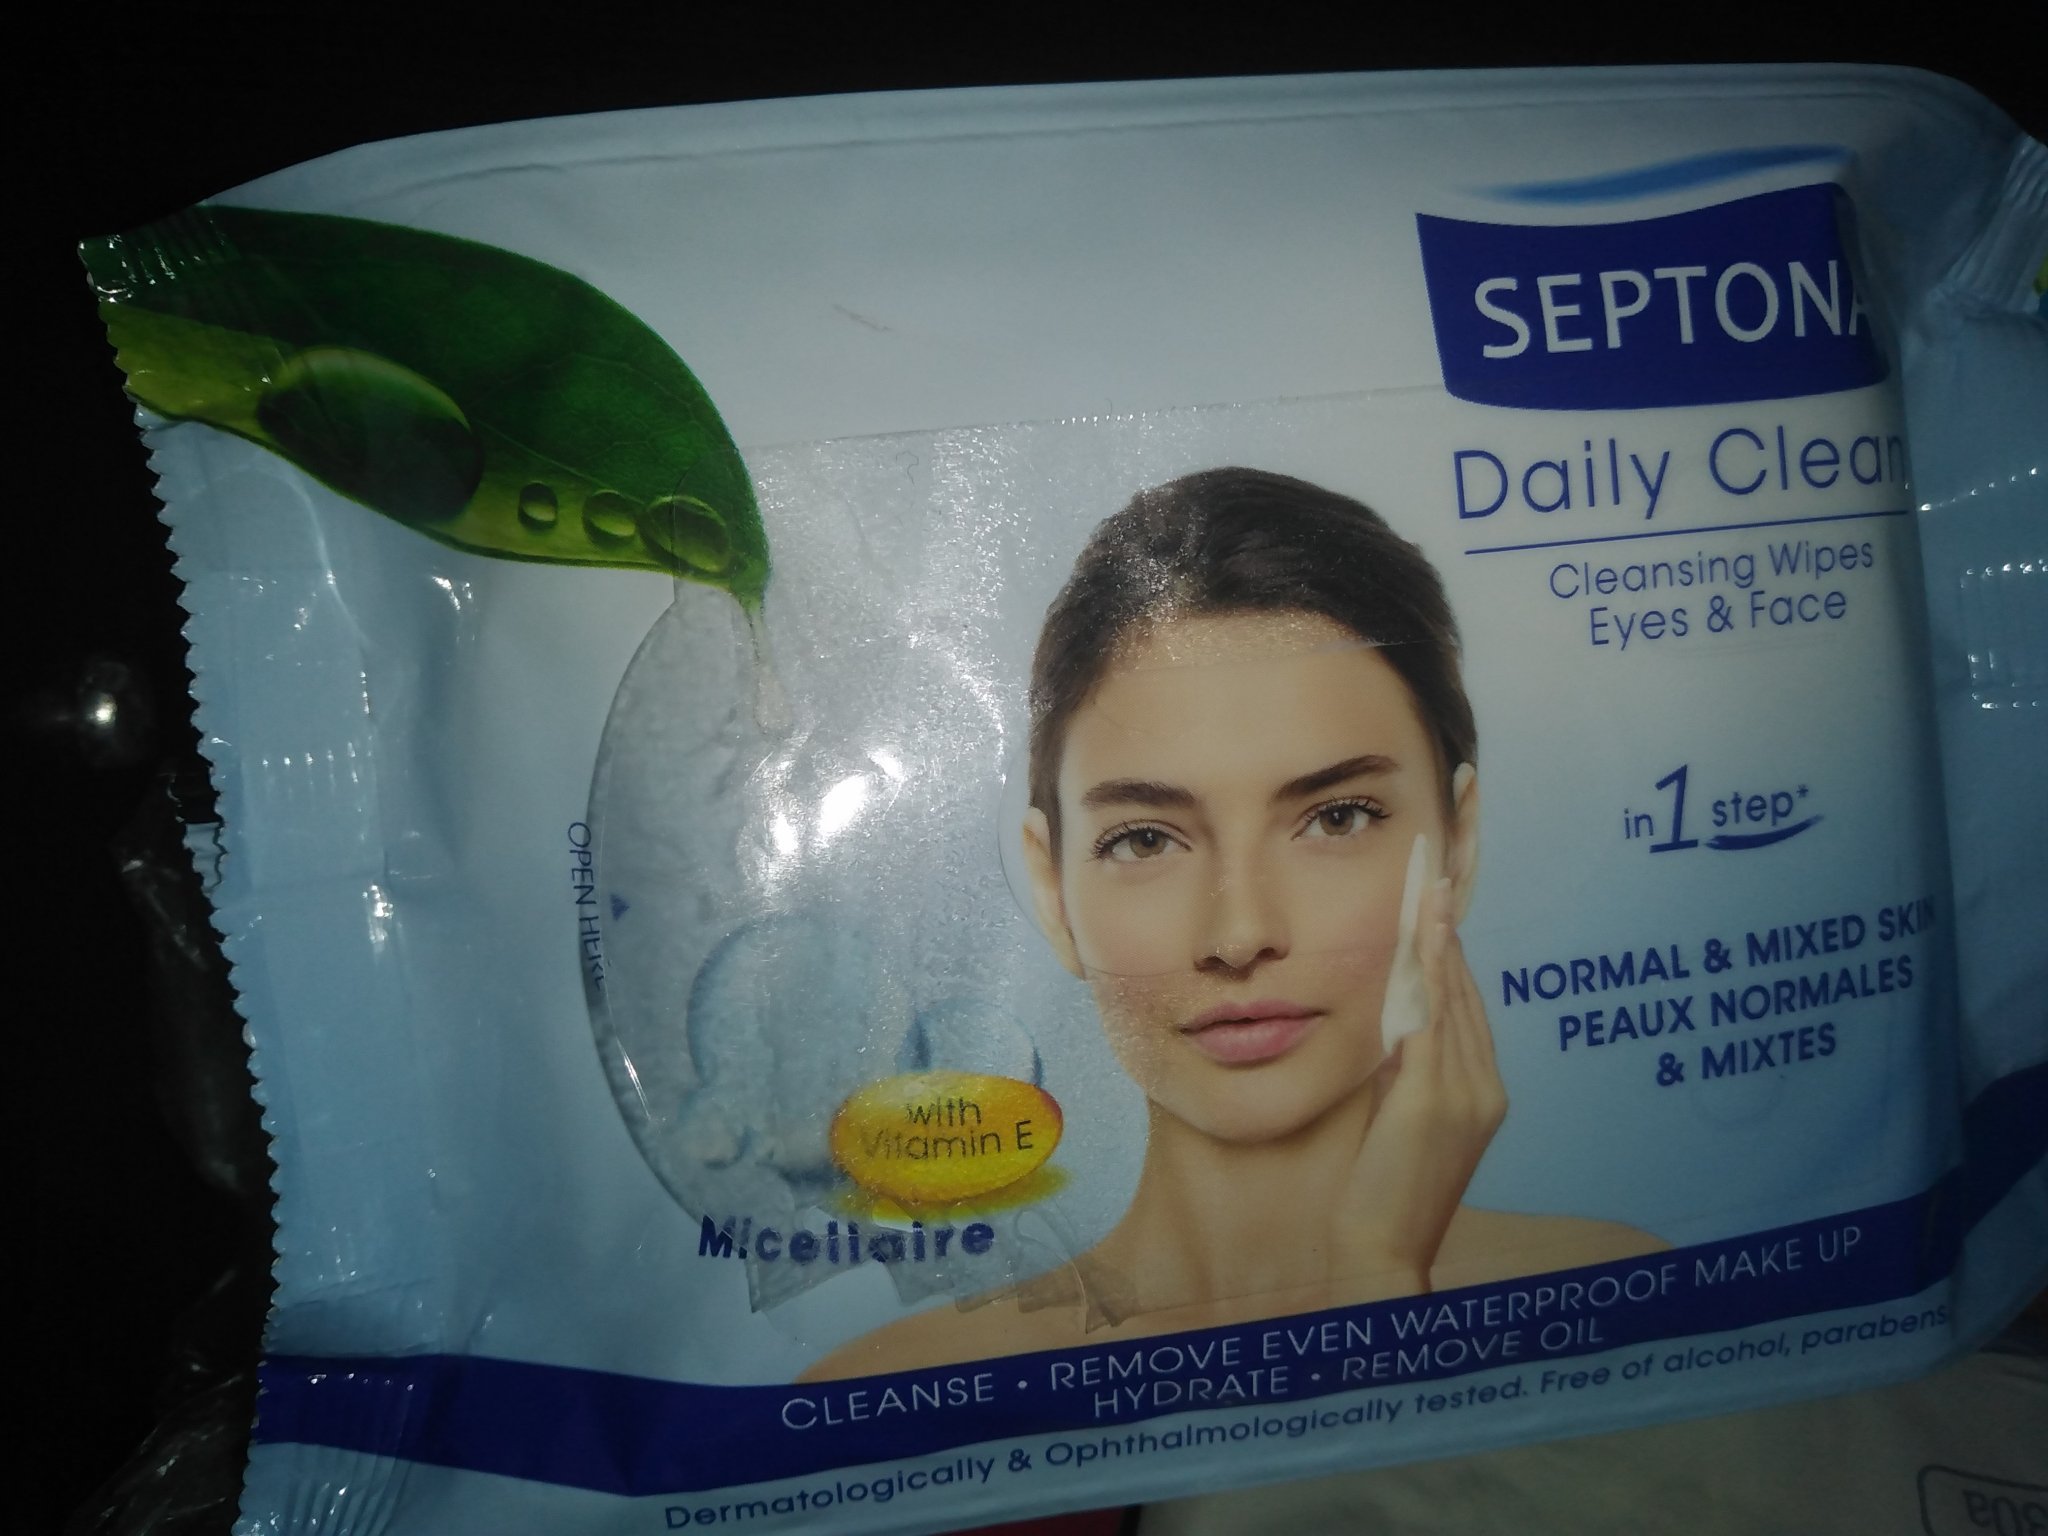 SEPTONA
Daily Clean
Cleansing Wipes
Eyes & Face
in 1 step*
NORMAL & MIXED SKIN
PEAUX NORMALES
& MIXTES
OPEN HERE
with
Vitamin E
Micellaire
CLEANSE • REMOVE EVEN WATERPROOF MAKE UP
HYDRATE • REMOVE OIL
Dermatologically & Ophthalmologically tested. Free of alcohol, parabens